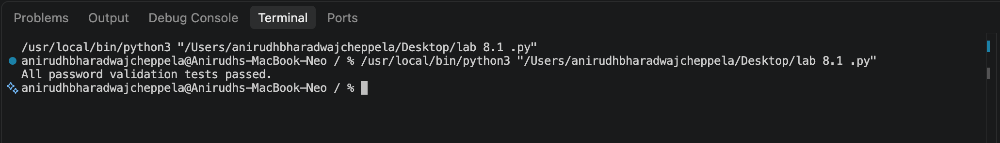 Problems Output Debug Console Terminal Ports
/usr/local/bin/python3 "/Users/anirudhbharadwajcheppela/Desktop/lab 8.1 .py"
anirudhbharadwajcheppela@Anirudhs-MacBook-Neo / % /usr/local/bin/python3 "/Users/anirudhbharadwajcheppela/Desktop/lab 8.1 .py"
All password validation tests passed.
anirudhbharadwajcheppela@Anirudhs-MacBook-Neo / %